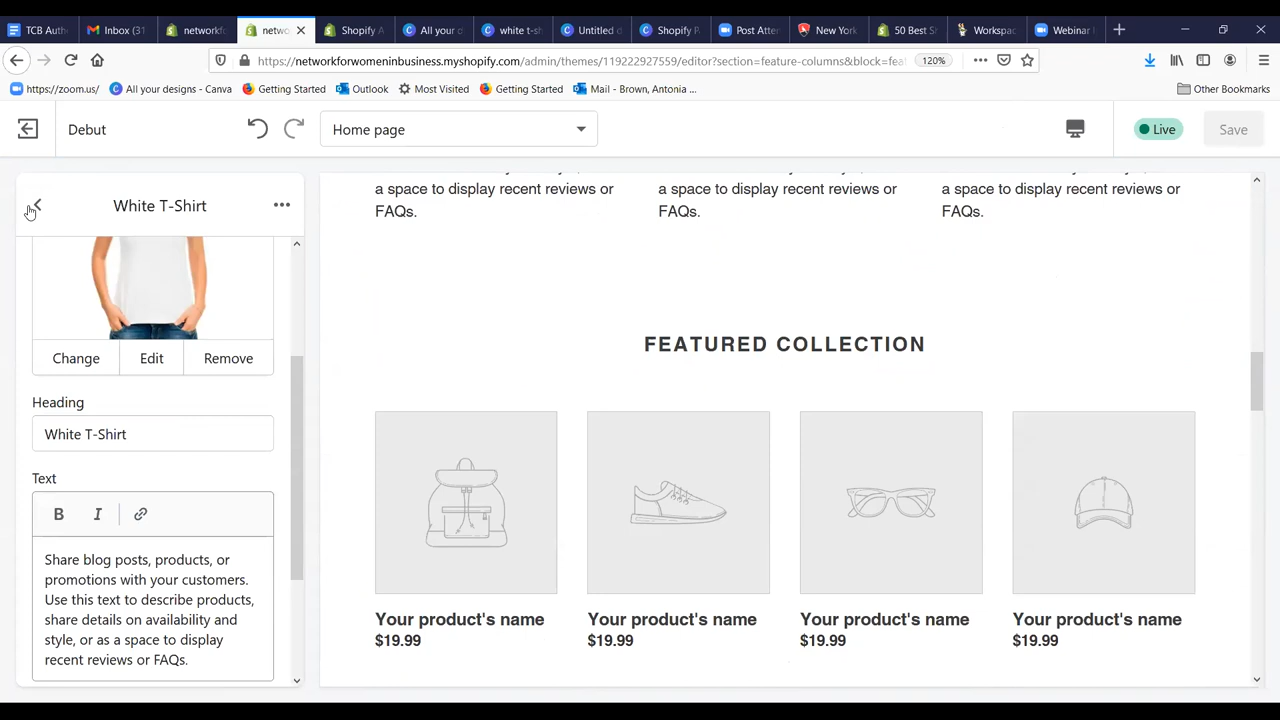 TCB Auth
Inbox (31
networkfo
netwo
Shopify A
All your d
white t-sh
Untitled d
Shopify R
Post Atten
New York
50 Best Sh
Workspac
Webinar
https://networkforwomeninbusiness.myshopify.com/admin/themes/119222927559/editor?section=feature-columns&block=fea
120%
https://zoom.us/
All your designs - Canva
Getting Started
Outlook
Most Visited
Getting Started
Mail - Brown, Antonia ...
Other Bookmarks
Debut
Home page
Live
Save
White T-Shirt
Change
Edit
Remove
Heading
White T-Shirt
Text
B
I
Share blog posts, products, or
promotions with your customers.
Use this text to describe products,
share details on availability and
style, or as a space to display
recent reviews or FAQs.
a space to display recent reviews or
FAQs.
a space to display recent reviews or
FAQs.
a space to display recent reviews or
FAQs.
FEATURED COLLECTION
Your product's name
$19.99
Your product's name
$19.99
Your product's name
$19.99
Your product's name
$19.99